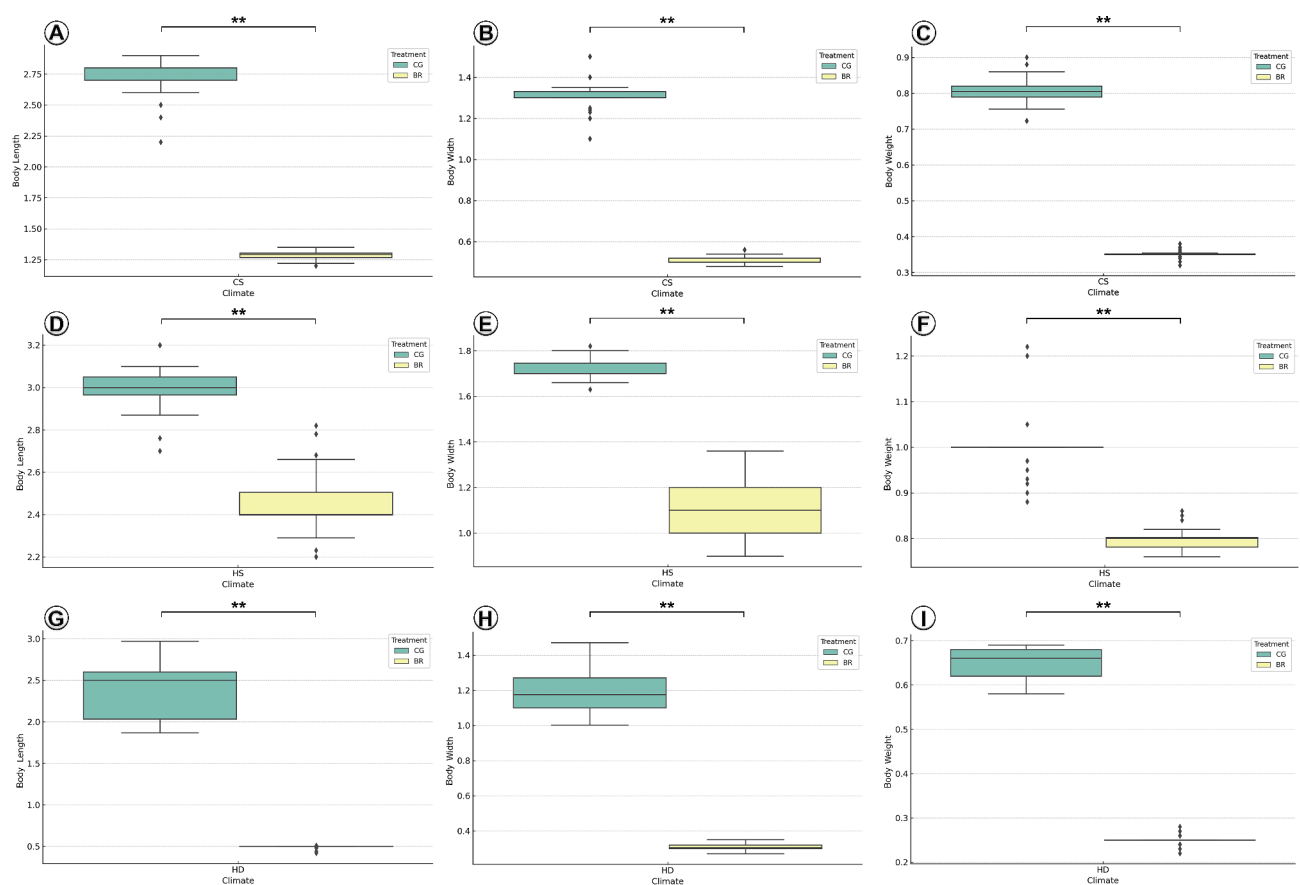 A
**
Treatment
CG
BR
2.75
2.50
2.25
2.00
1.75
1.50
1.25
Body Length
CS
Climate
B
**
Treatment
CG
BR
1.4
1.2
1.0
0.8
0.6
Body Width
CS
Climate
C
**
Treatment
CG
BR
0.9
0.8
0.7
0.6
0.5
0.4
0.3
Body Weight
CS
Climate
D
**
Treatment
CG
BR
3.2
3.0
2.8
2.6
2.4
2.2
Body Length
HS
Climate
E
**
Treatment
CG
BR
1.8
1.6
1.4
1.2
1.0
Body Width
HS
Climate
F
**
Treatment
CG
BR
1.2
1.1
1.0
0.9
0.8
Body Weight
HS
Climate
G
**
Treatment
CG
BR
3.0
2.5
2.0
1.5
1.0
0.5
Body Length
HD
Climate
H
**
Treatment
CG
BR
1.4
1.2
1.0
0.8
0.6
0.4
Body Width
HD
Climate
I
**
Treatment
CG
BR
0.7
0.6
0.5
0.4
0.3
0.2
Body Weight
HD
Climate